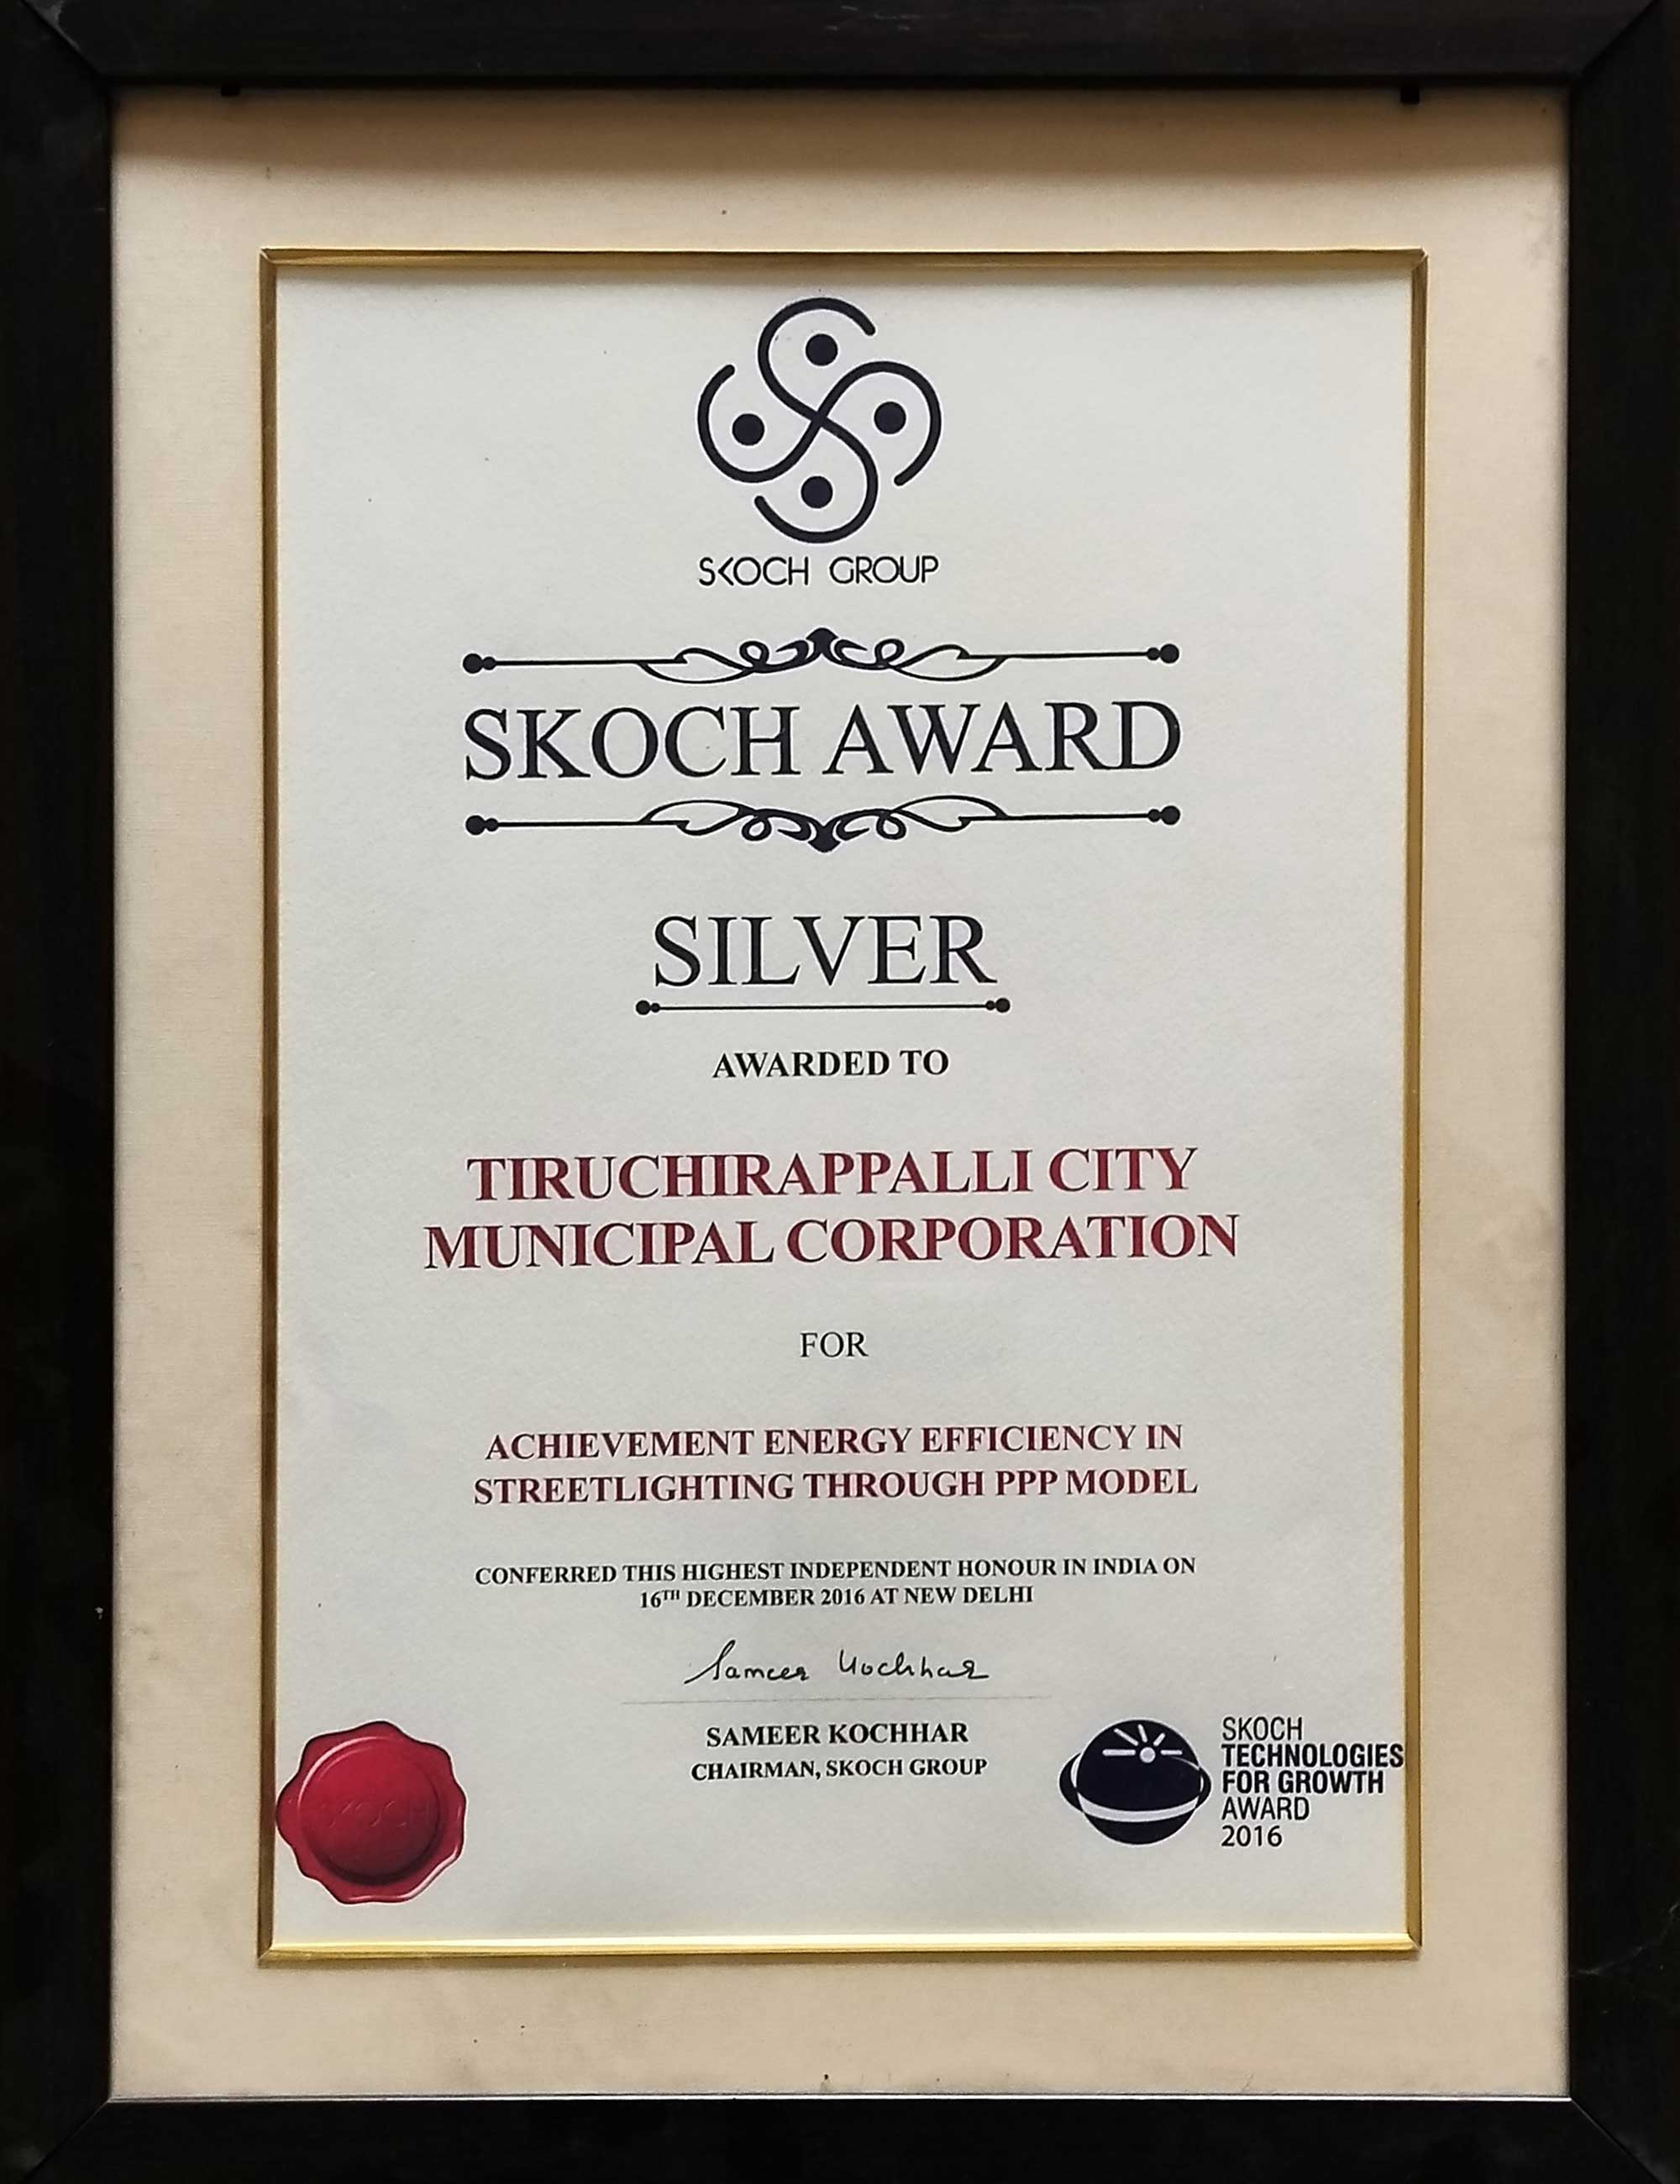 SKOCH GROUP
SKOCH AWARD
SILVER
AWARDED TO
TIRUCHIRAPPALLI CITY
MUNICIPAL CORPORATION
FOR
ACHIEVEMENT ENERGY EFFICIENCY IN
STREETLIGHTING THROUGH PPP MODEL
CONFERRED THIS HIGHEST INDEPENDENT HONOUR IN INDIA ON
16TH DECEMBER 2016 AT NEW DELHI
Sameer Kochhar
SAMEER KOCHHAR
CHAIRMAN, SKOCH GROUP
SKOCH
SKOCH
TECHNOLOGIES
FOR GROWTH
AWARD
2016